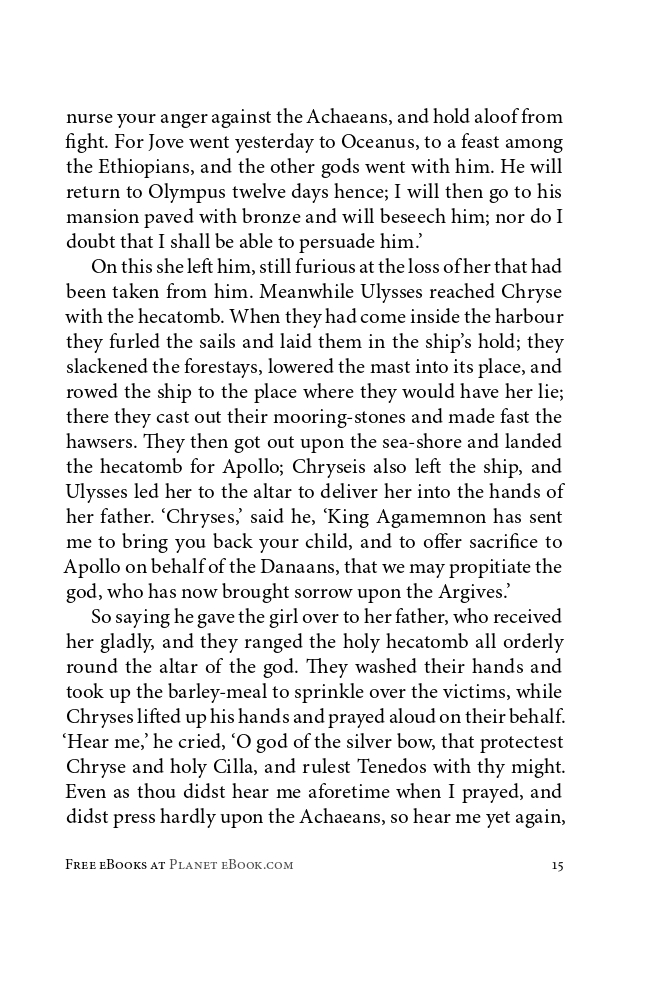 nurse your anger against the Achaeans, and hold aloof from
fight. For Jove went yesterday to Oceanus, to a feast among
the Ethiopians, and the other gods went with him. He will
return to Olympus twelve days hence; I will then go to his
mansion paved with bronze and will beseech him; nor do I
doubt that I shall be able to persuade him.’
On this she left him, still furious at the loss of her that had
been taken from him. Meanwhile Ulysses reached Chryse
with the hecatomb. When they had come inside the harbour
they furled the sails and laid them in the ship’s hold; they
slackened the forestays, lowered the mast into its place, and
rowed the ship to the place where they would have her lie;
there they cast out their mooring-stones and made fast the
hawsers. They then got out upon the sea-shore and landed
the hecatomb for Apollo; Chryseis also left the ship, and
Ulysses led her to the altar to deliver her into the hands of
her father. ‘Chryses,’ said he, ‘King Agamemnon has sent
me to bring you back your child, and to offer sacrifice to
Apollo on behalf of the Danaans, that we may propitiate the
god, who has now brought sorrow upon the Argives.’
So saying he gave the girl over to her father, who received
her gladly, and they ranged the holy hecatomb all orderly
round the altar of the god. They washed their hands and
took up the barley-meal to sprinkle over the victims, while
Chryses lifted up his hands and prayed aloud on their behalf.
‘Hear me,’ he cried, ‘O god of the silver bow, that protectest
Chryse and holy Cilla, and rulest Tenedos with thy might.
Even as thou didst hear me aforetime when I prayed, and
didst press hardly upon the Achaeans, so hear me yet again,
Free eBooks at Planet eBook.com 15